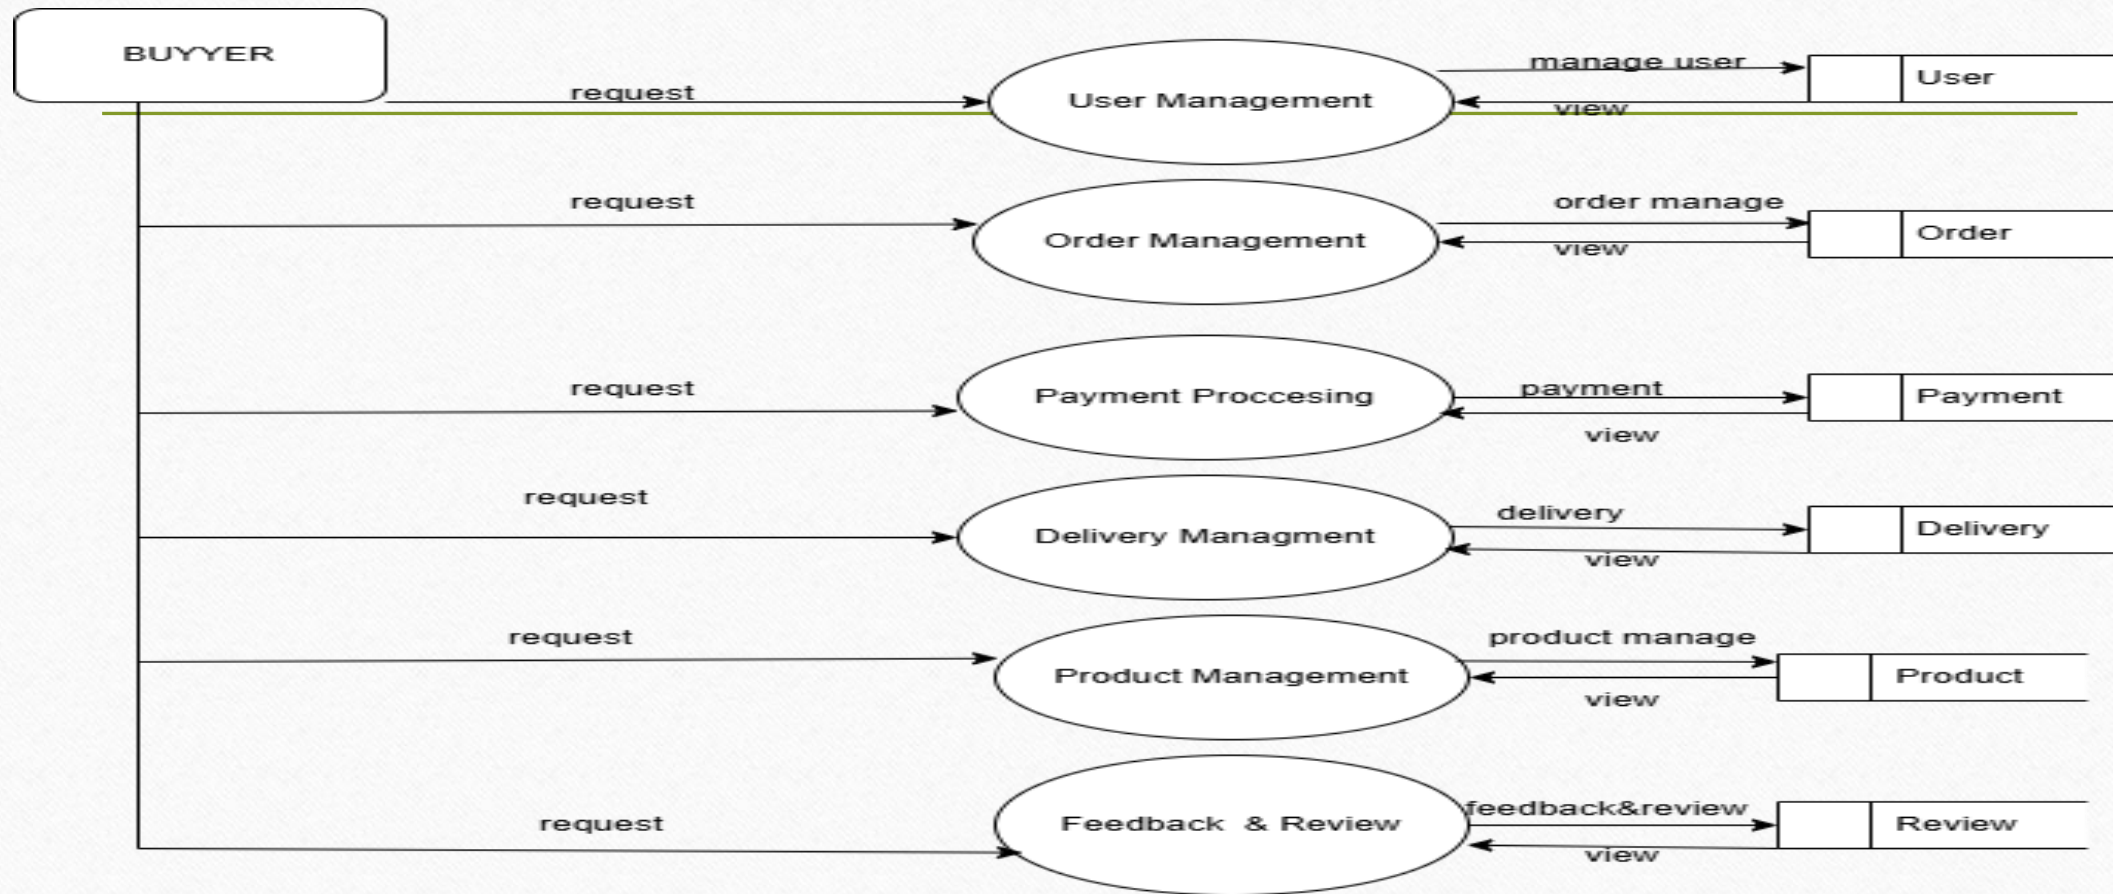 BUYYER
request
User Management
manage user
view
User
request
Order Management
order manage
view
Order
request
Payment Proccesing
payment
view
Payment
request
Delivery Managment
delivery
view
Delivery
request
Product Management
product manage
view
Product
request
Feedback & Review
feedback&review
view
Review